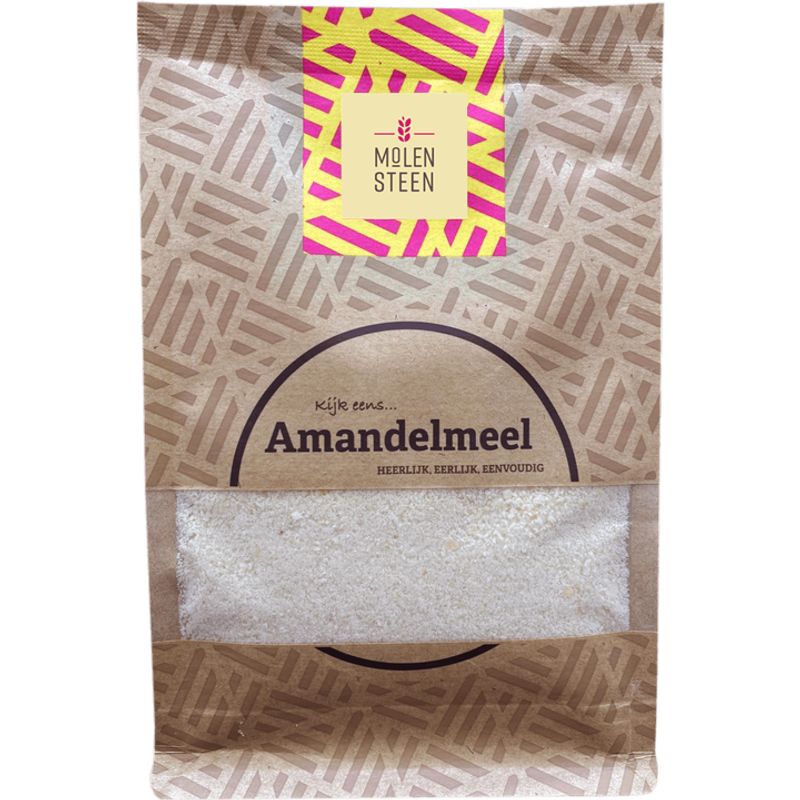 MOLEN
STEEN
Kijk eens...
Amandelmeel
HEERLIJK, EERLIJK, EENVOUDIG